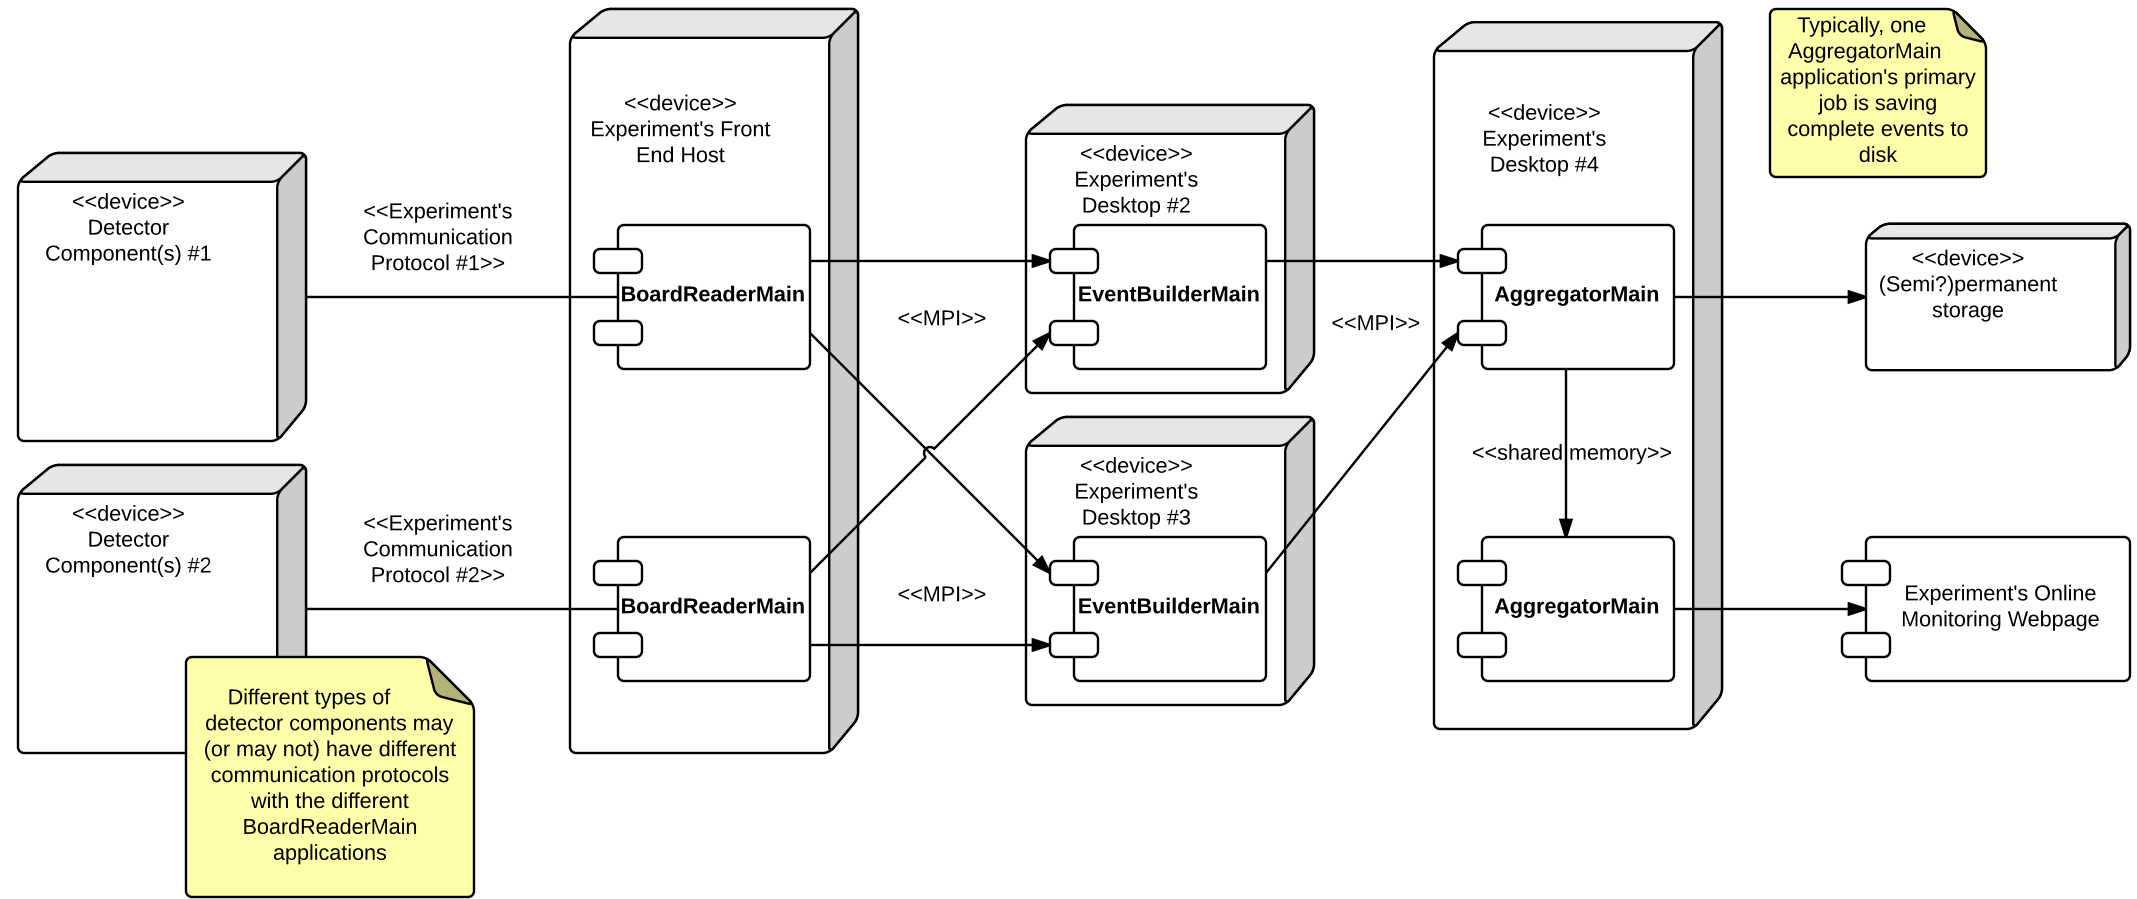 <<device>>
Detector
Component(s) #1
<<Experiment's
Communication
Protocol #1>>
<<device>>
Detector
Component(s) #2
<<Experiment's
Communication
Protocol #2>>
Different types of
detector components may
(or may not) have different
communication protocols
with the different
BoardReaderMain
applications
<<device>>
Experiment's Front
End Host
BoardReaderMain
BoardReaderMain
<<MPI>>
<<MPI>>
<<device>>
Experiment's
Desktop #2
EventBuilderMain
<<device>>
Experiment's
Desktop #3
EventBuilderMain
<<MPI>>
<<device>>
Experiment's
Desktop #4
AggregatorMain
<<shared memory>>
AggregatorMain
Typically, one
AggregatorMain
application's primary
job is saving
complete events to
disk
<<device>>
(Semi?)permanent
storage
Experiment's Online
Monitoring Webpage